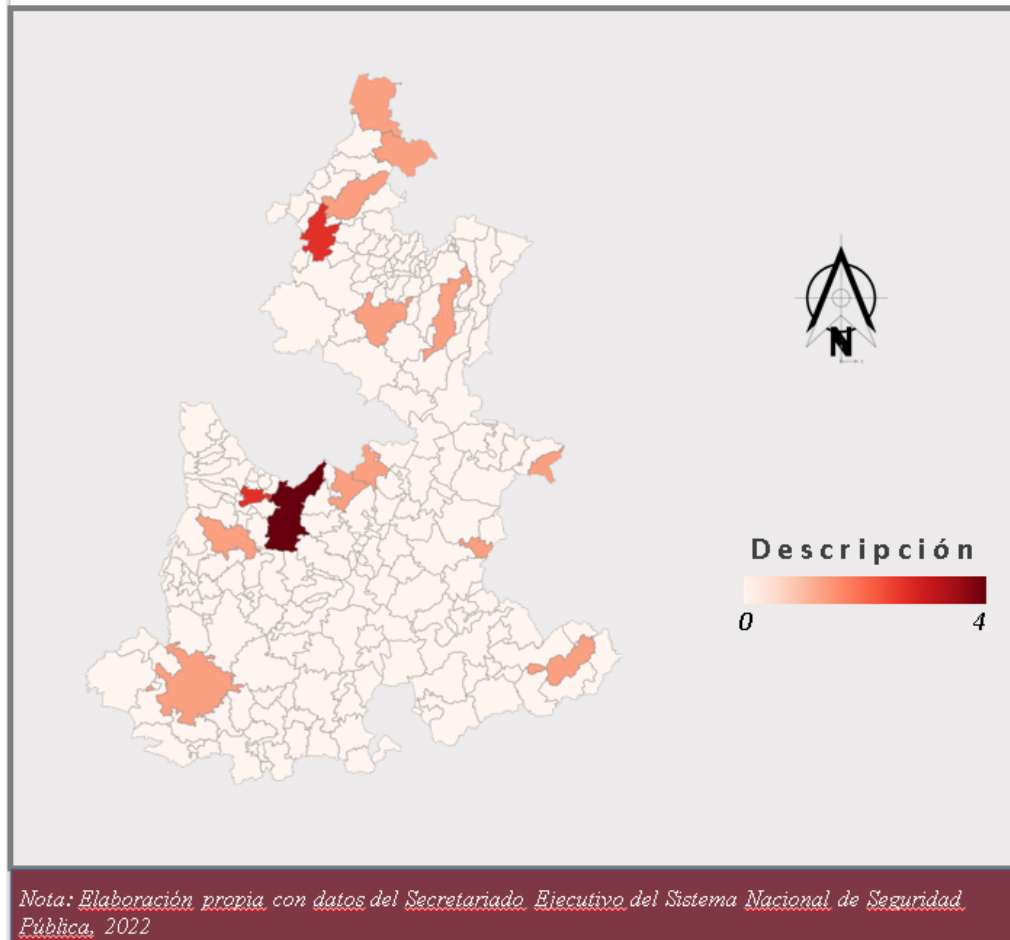 N
Descripción
0 4
Nota: Elaboración propia con datos del Secretariado Ejecutivo del Sistema Nacional de Seguridad
Pública, 2022